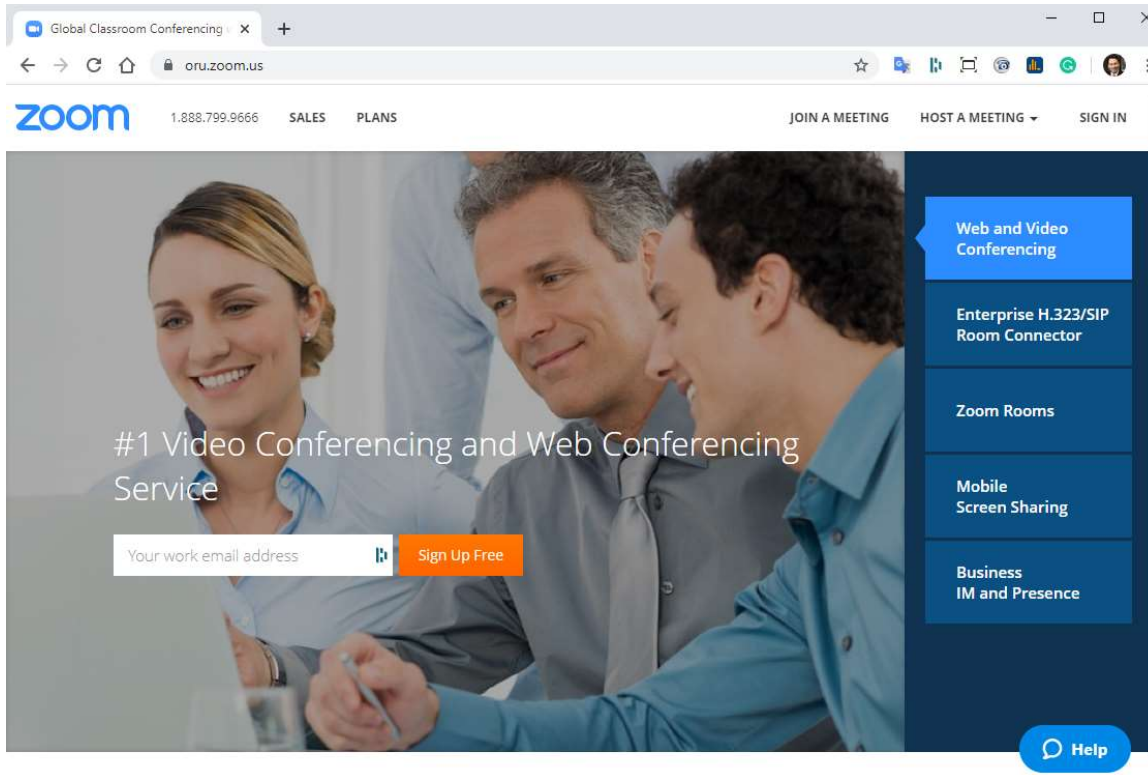 Global Classroom Conferencing
oru.zoom.us
zoom
1.888.799.9666
SALES
PLANS
JOIN A MEETING
HOST A MEETING
SIGN IN
#1 Video Conferencing and Web Conferencing
Service
Your work email address
Sign Up Free
Web and Video
Conferencing
Enterprise H.323/SIP
Room Connector
Zoom Rooms
Mobile
Screen Sharing
Business
IM and Presence
Help